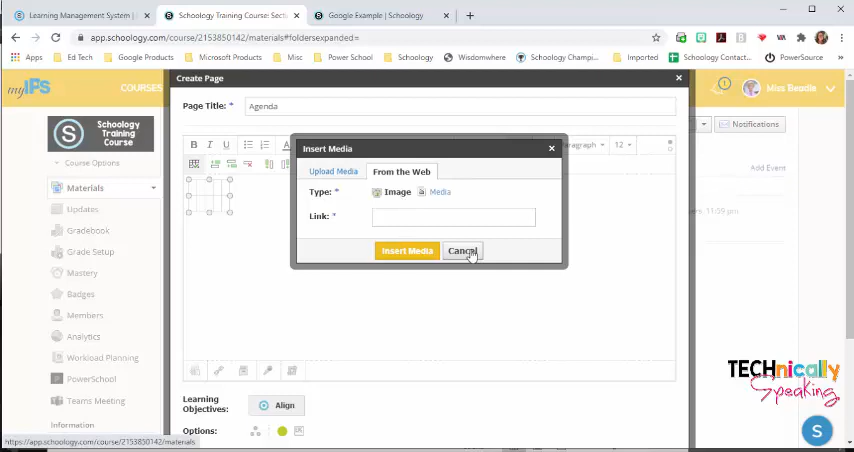 Learning Management System |
Schoology Training Course: Secti
Google Example | Schoology
app.schoology.com/course/2153850142/materials#foldersexpanded=
Apps
Ed Tech
Google Products
Microsoft Products
Misc
Power School
Schoology
Wisdomwhere
Schoology Champi...
Imported
Schoology Contact...
PowerSource
myIPS
COURSES
Miss Beadle
Create Page
Page Title: *
Agenda
Schoology
Training
Course
Course Options
Materials
Updates
Gradebook
Grade Setup
Mastery
Badges
Members
Analytics
Workload Planning
PowerSchool
Teams Meeting
Information
B I U
Paragraph
12
Notifications
Add Event
11:59 pm
Insert Media
Upload Media
From the Web
Type: *
Image
Media
Link: *
Insert Media
Cancel
Learning
Objectives:
Align
Options:
TECHnically
Speaking
S
https://app.schoology.com/course/2153850142/materials